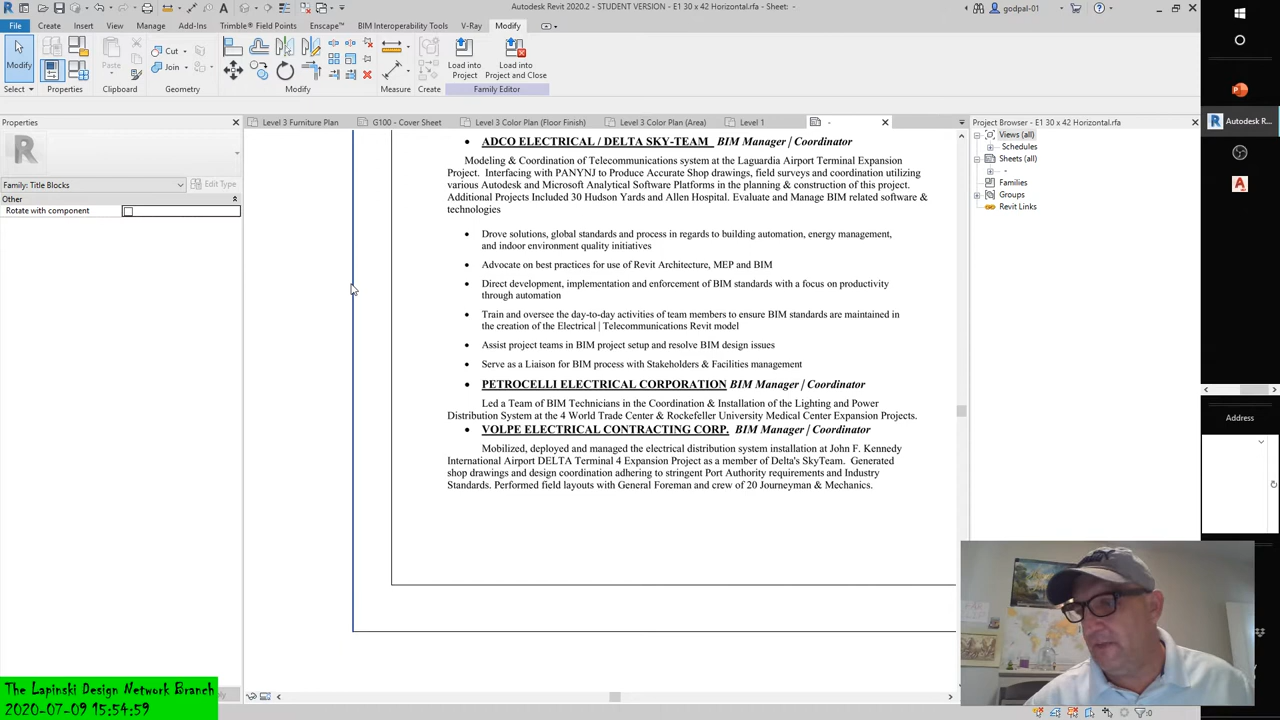 Autodesk Revit 2020.2 - STUDENT VERSION - E1 30 x 42 Horizontal.rfa - Sheet: -
godpal-01
File Create Insert View Manage Add-Ins Trimble® Field Points Enscape™ BIM Interoperability Tools V-Ray Modify
Modify Paste Cut Join Load into Project Load into Project and Close
Select Properties Clipboard Geometry Modify Measure Create Family Editor
Properties
Level 3 Furniture Plan G100 - Cover Sheet Level 3 Color Plan (Floor Finish) Level 3 Color Plan (Area) Level 1 -
Project Browser - E1 30 x 42 Horizontal.rfa
Autodesk R...
Family: Title Blocks Edit Type
Other
Rotate with component
Views (all)
Schedules
Sheets (all)
-
Families
Groups
Revit Links
Address
ADCO ELECTRICAL / DELTA SKY-TEAM BIM Manager / Coordinator
Modeling & Coordination of Telecommunications system at the Laguardia Airport Terminal Expansion
Project. Interfacing with PANYNJ to Produce Accurate Shop drawings, field surveys and coordination utilizing
various Autodesk and Microsoft Analytical Software Platforms in the planning & construction of this project.
Additional Projects Included 30 Hudson Yards and Allen Hospital. Evaluate and Manage BIM related software &
technologies
• Drove solutions, global standards and process in regards to building automation, energy management,
and indoor environment quality initiatives
• Advocate on best practices for use of Revit Architecture, MEP and BIM
• Direct development, implementation and enforcement of BIM standards with a focus on productivity
through automation
• Train and oversee the day-to-day activities of team members to ensure BIM standards are maintained in
the creation of the Electrical | Telecommunications Revit model
• Assist project teams in BIM project setup and resolve BIM design issues
• Serve as a Liaison for BIM process with Stakeholders & Facilities management
• PETROCELLI ELECTRICAL CORPORATION BIM Manager / Coordinator
Led a Team of BIM Technicians in the Coordination & Installation of the Lighting and Power
Distribution System at the 4 World Trade Center & Rockefeller University Medical Center Expansion Projects.
• VOLPE ELECTRICAL CONTRACTING CORP. BIM Manager / Coordinator
Mobilized, deployed and managed the electrical distribution system installation at John F. Kennedy
International Airport DELTA Terminal 4 Expansion Project as a member of Delta's SkyTeam. Generated
shop drawings and design coordination adhering to stringent Port Authority requirements and Industry
Standards. Performed field layouts with General Foreman and crew of 20 Journeyman & Mechanics.
The Lapinski Design Network Branch
2020-07-09 15:54:59
:0